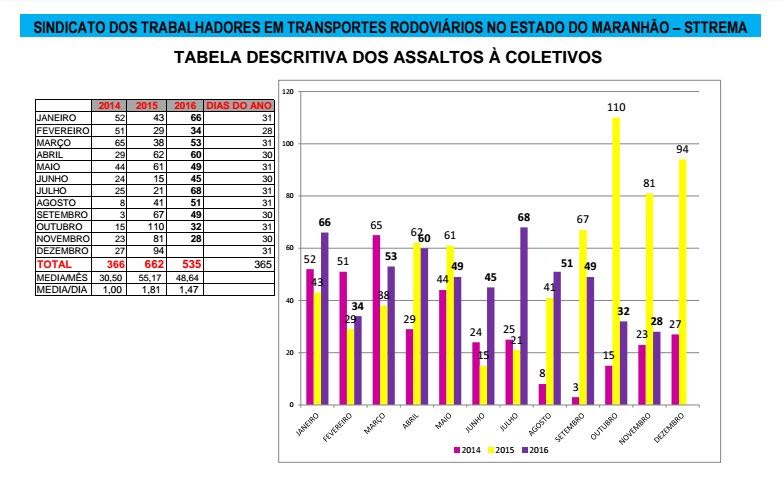 SINDICATO DOS TRABALHADORES EM TRANSPORTES RODOVIÁRIOS NO ESTADO DO MARANHÃO – STTREMA
TABELA DESCRITIVA DOS ASSALTOS À COLETIVOS
2014 2015 2016 DIAS DO ANO
JANEIRO 52 43 66 31
FEVEREIRO 51 29 34 28
MARÇO 65 38 53 31
ABRIL 29 62 60 30
MAIO 44 61 49 31
JUNHO 24 15 45 30
JULHO 25 21 68 31
AGOSTO 8 41 51 31
SETEMBRO 3 67 49 30
OUTUBRO 15 110 32 31
NOVEMBRO 23 81 28 30
DEZEMBRO 27 94 31
TOTAL 366 662 535 365
MEDIA/MÊS 30,50 55,17 48,64
MEDIA/DIA 1,00 1,81 1,47
120
100
80
60
40
20
0
52 43 66
51 29 34
65 38 53
29 62 60
44 61 49
24 15 45
25 21 68
8 41 51
3 67 49
15 110 32
23 81 28
27 94
JANEIRO FEVEREIRO MARÇO ABRIL MAIO JUNHO JULHO AGOSTO SETEMBRO OUTUBRO NOVEMBRO DEZEMBRO
2014 2015 2016